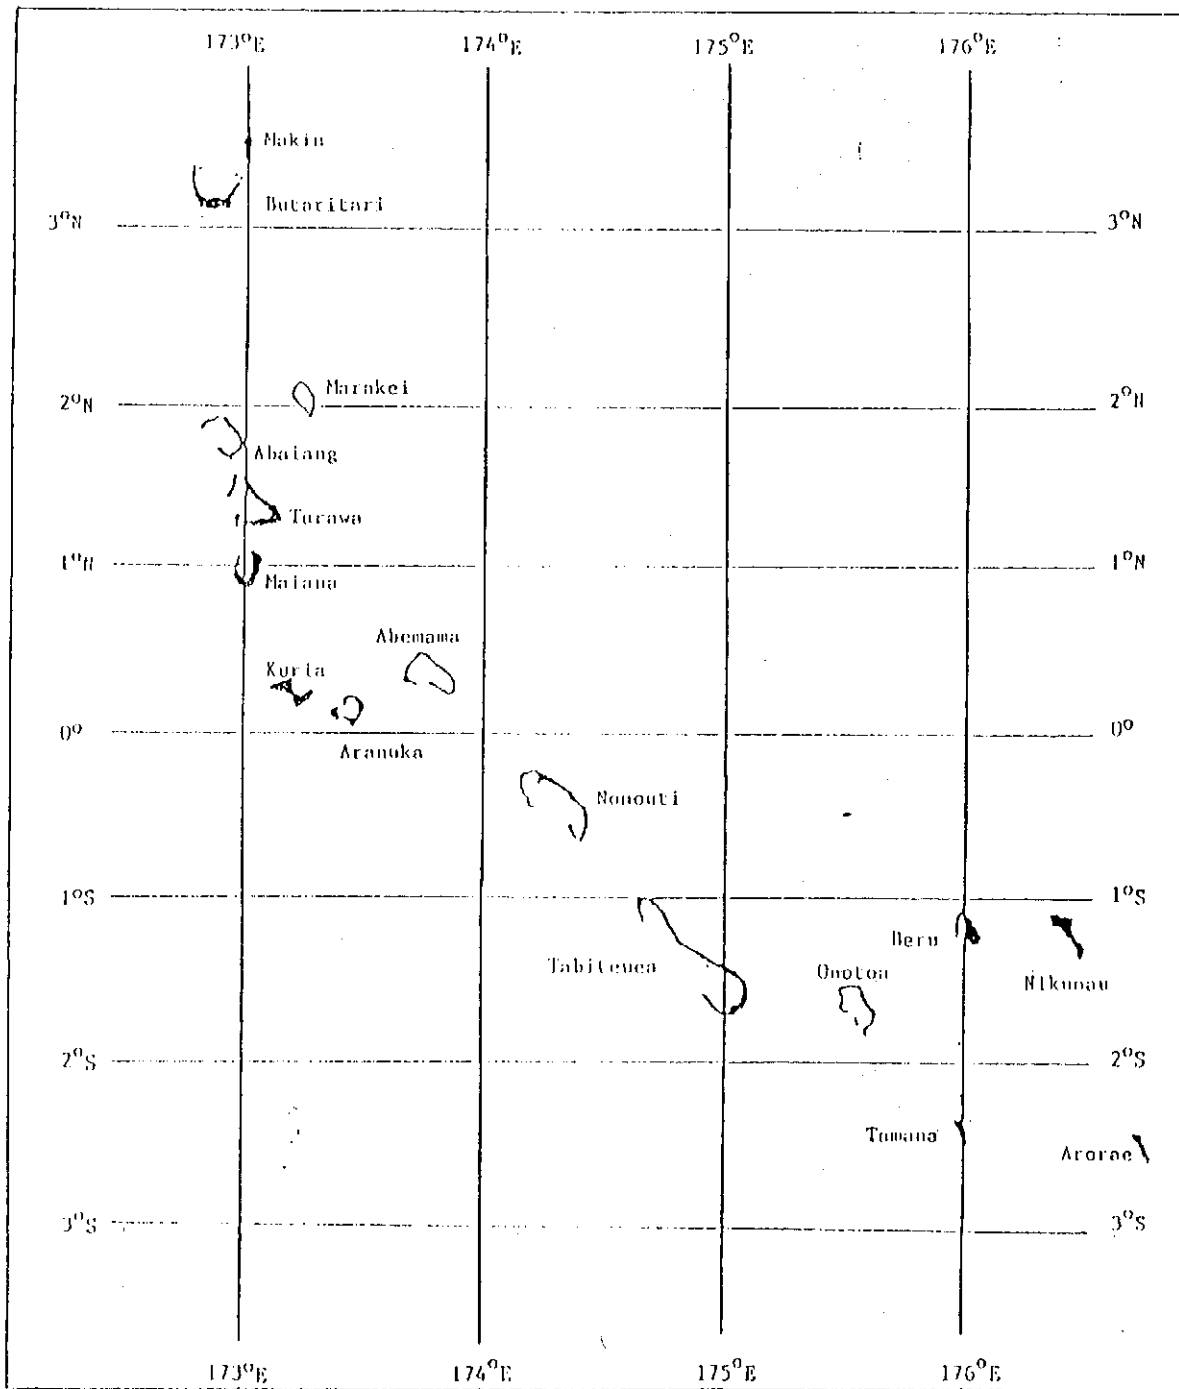 173°E 174°E 175°E 176°E
Makin
Butaritari
3°N 3°N
Marakei
2°N 2°N
Abaiang
Tarawa
1°N 1°N
Maiana
Abemama
Kuria
0° 0°
Aranuka
Nonouti
1°S 1°S
Beru
Tabiteuea Onotoa Nikunau
2°S 2°S
Tamana
Arorae
3°S 3°S
173°E 174°E 175°E 176°E